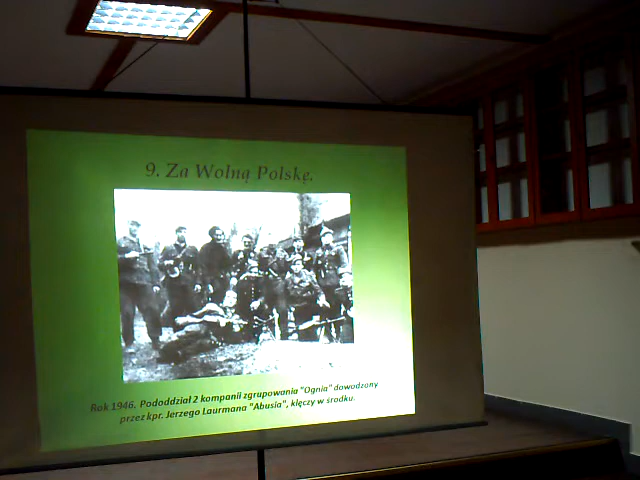 9. Za Wolną Polskę.
Rok 1946. Pododdział 2 kompanii zgrupowania "Ognia" dowodzony
przez kpr. Jerzego Laurmana "Abusia", klęczy w środku.